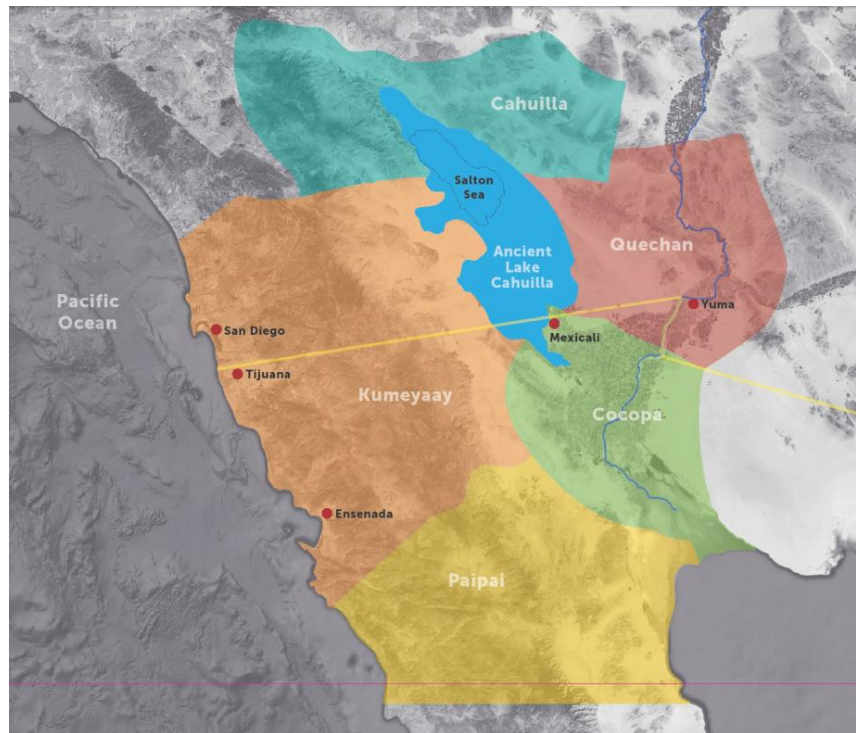 Cahuilla
Salton
Sea
Quechan
Ancient
Lake
Cahuilla
Pacific
Ocean
Yuma
San Diego
Mexicali
Tijuana
Kumeyaay
Cocopa
Ensenada
Paipai